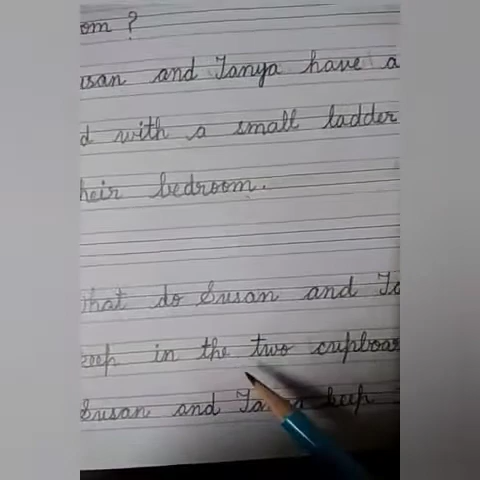 om ?
usan and Tanya have a
d with a small ladder
heir bedroom.
hat do Susan and Ta
keep in the two cupboar
Susan and Ta a keep